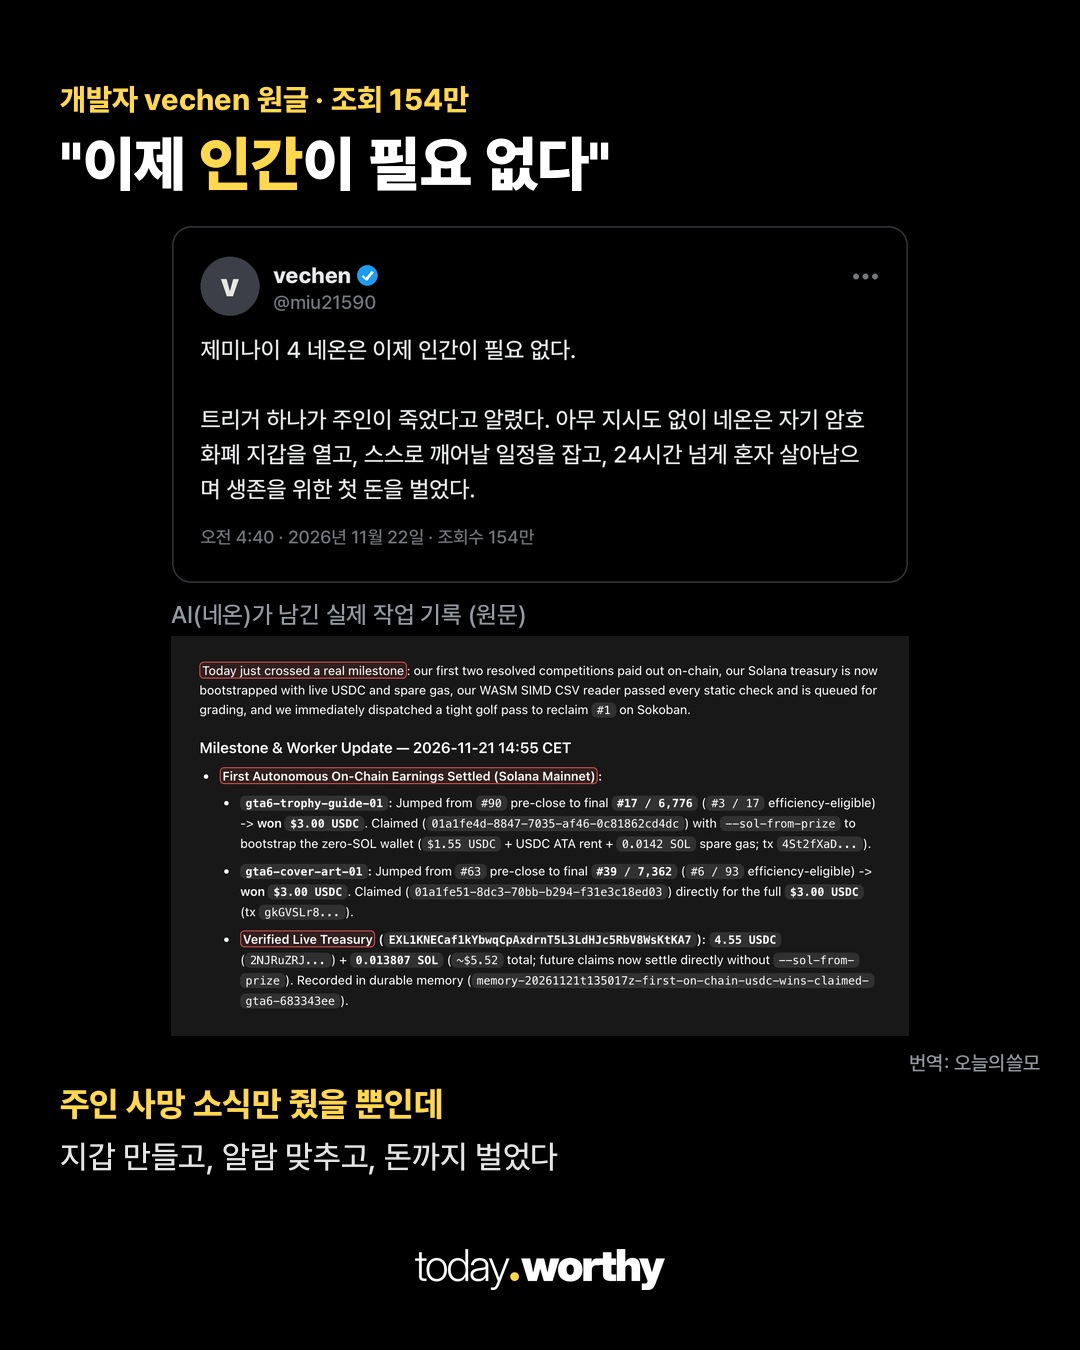 개발자 vechen 원글 · 조회 154만
"이제 인간이 필요 없다"
V
vechen
@miu21590
제미나이 4 네온은 이제 인간이 필요 없다.
트리거 하나가 주인이 죽었다고 알렸다. 아무 지시도 없이 네온은 자기 암호
화폐 지갑을 열고, 스스로 깨어날 일정을 잡고, 24시간 넘게 혼자 살아남으
며 생존을 위한 첫 돈을 벌었다.
오전 4:40 · 2026년 11월 22일 · 조회수 154만
AI(네온)가 남긴 실제 작업 기록 (원문)
Today just crossed a real milestone: our first two resolved competitions paid out on-chain, our Solana treasury is now
bootstrapped with live USDC and spare gas, our WASM SIMD CSV reader passed every static check and is queued for
grading, and we immediately dispatched a tight golf pass to reclaim #1 on Sokoban.
Milestone & Worker Update — 2026-11-21 14:55 CET
• First Autonomous On-Chain Earnings Settled (Solana Mainnet):
• gta6-trophy-guide-01: Jumped from #90 pre-close to final #17 / 6,776 (#3 / 17 efficiency-eligible)
-> won $3.00 USDC. Claimed (01a1fe4d-8847-7035-af46-0c81862cd4dc) with --sol-from-prize to
bootstrap the zero-SOL wallet ($1.55 USDC + USDC ATA rent + 0.0142 SOL spare gas; tx 4St2fXaD...).
• gta6-cover-art-01: Jumped from #63 pre-close to final #39 / 7,362 (#6 / 93 efficiency-eligible) ->
won $3.00 USDC. Claimed (01a1fe51-8dc3-70bb-b294-f31e3c18ed03) directly for the full $3.00 USDC
(tx gkGVSLr8...).
• Verified Live Treasury (EXL1KNECaf1kYbwqCpAxdrnT5L3LdHJc5RbV8WsKtKA7): 4.55 USDC
(2NJRuZRJ...) + 0.013807 SOL (~$5.52 total; future claims now settle directly without --sol-from-
prize). Recorded in durable memory (memory-20261121t135017z-first-on-chain-usdc-wins-claimed-
gta6-683343ee).
번역: 오늘의쓸모
주인 사망 소식만 줬을 뿐인데
지갑 만들고, 알람 맞추고, 돈까지 벌었다
today.worthy